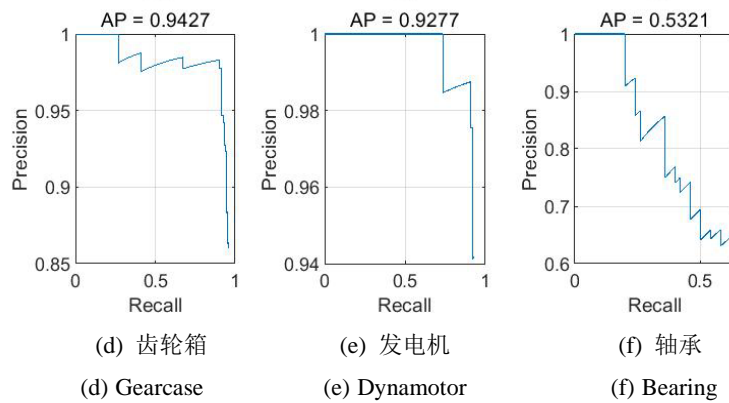 AP = 0.9427
1
0.95
0.9
0.85
Precision
0
0.5
1
Recall
(d) 齿轮箱
(d) Gearcase
AP = 0.9277
1
0.98
0.96
0.94
Precision
0
0.5
1
Recall
(e) 发电机
(e) Dynamotor
AP = 0.5321
1
0.9
0.8
0.7
0.6
Precision
0
0.5
Recall
(f) 轴承
(f) Bearing